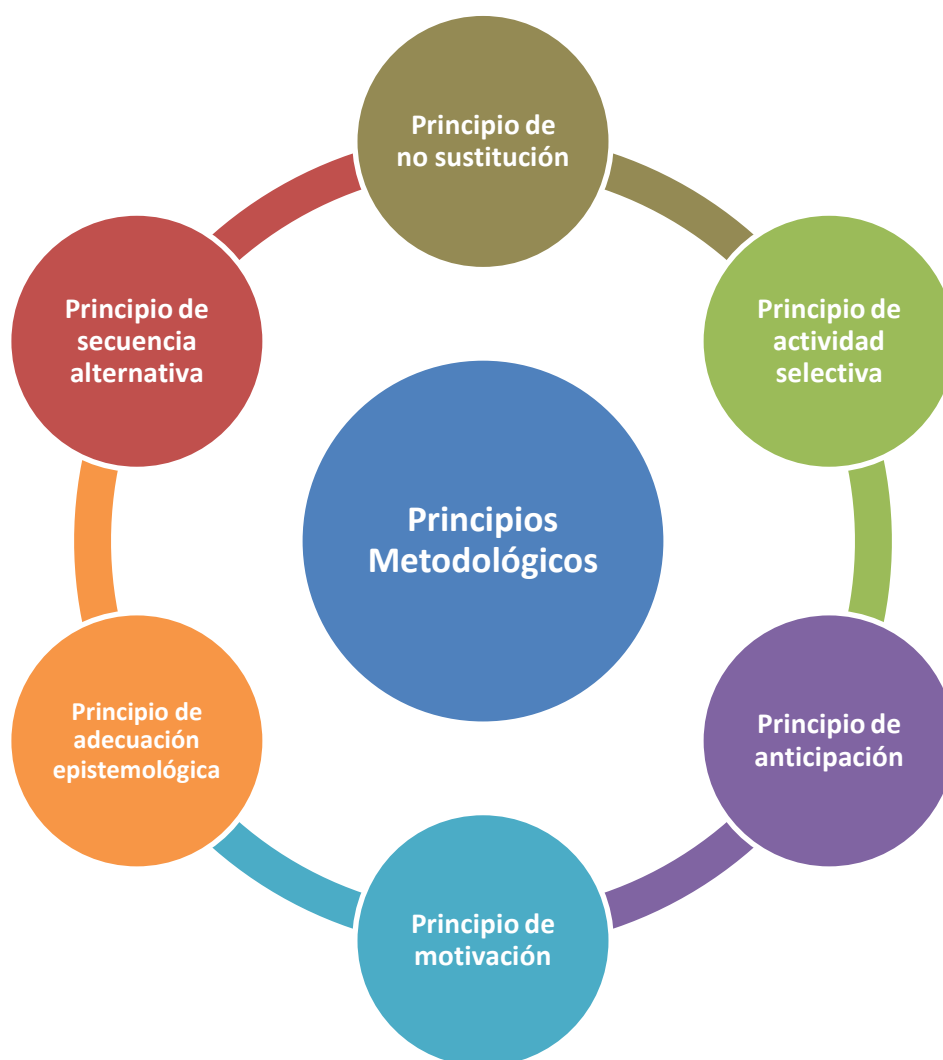 Principio de
no sustitución
Principio de
actividad
selectiva
Principio de
anticipación
Principio de
motivación
Principio de
adecuación
epistemológica
Principio de
secuencia
alternativa
Principios
Metodológicos